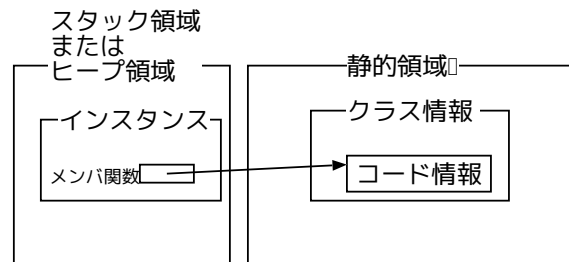 スタック領域
または
ヒープ領域
静的領域
インスタンス
クラス情報
メンバ関数
コード情報